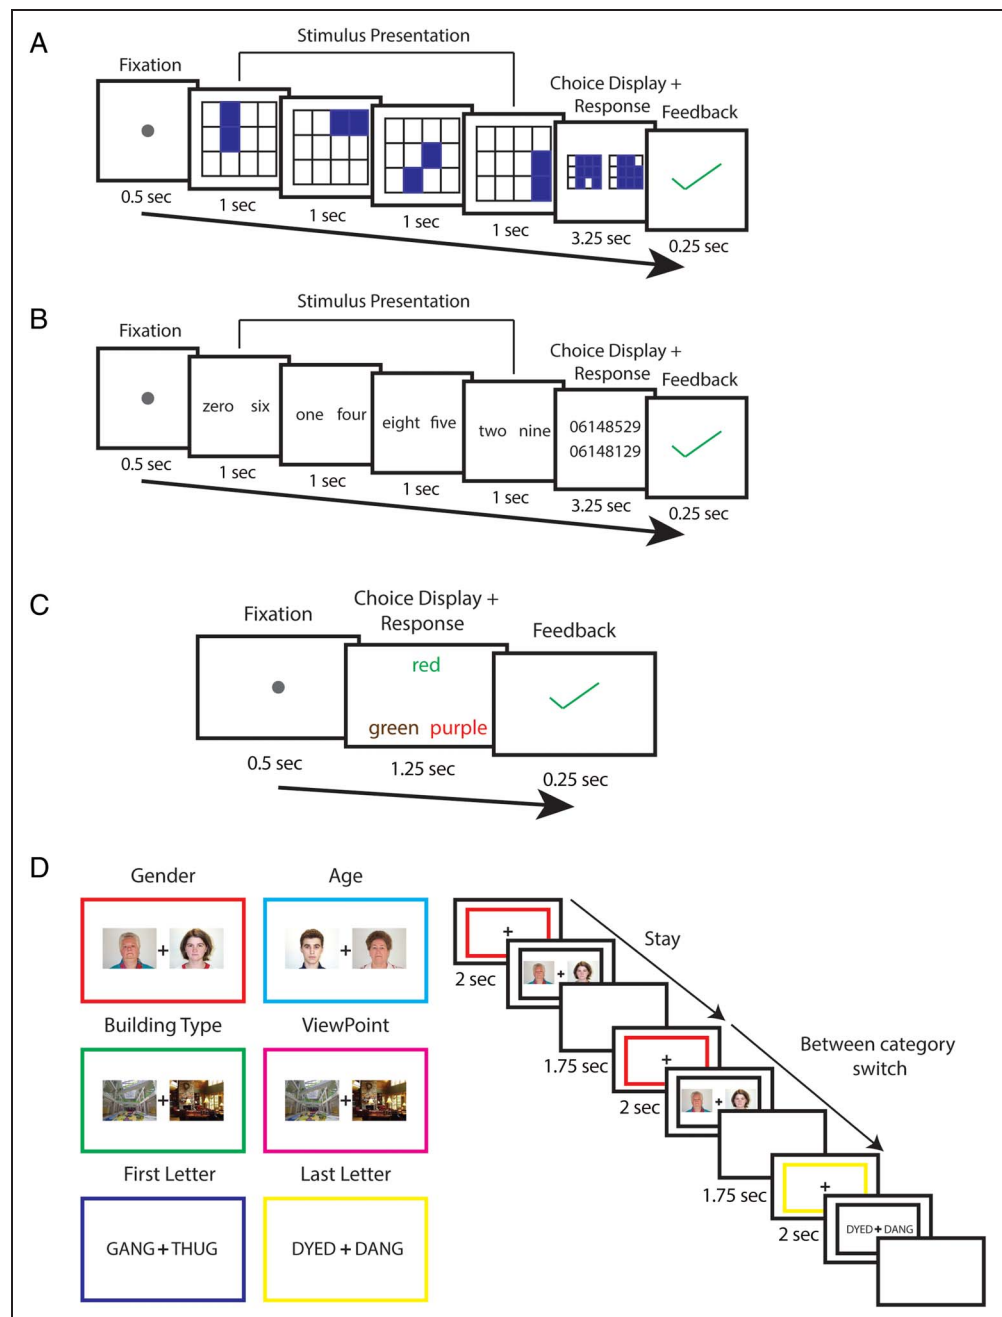 A
Stimulus Presentation
Fixation
Choice Display +
Response
Feedback
0.5 sec
1 sec
1 sec
1 sec
1 sec
3.25 sec
0.25 sec
B
Stimulus Presentation
Fixation
Choice Display +
Response
Feedback
zero six
one four
eight five
two nine
06148529
06148129
0.5 sec
1 sec
1 sec
1 sec
1 sec
3.25 sec
0.25 sec
C
Fixation
Choice Display +
Response
Feedback
red
green purple
0.5 sec
1.25 sec
0.25 sec
D
Gender
Age
+
+
Building Type
ViewPoint
+
+
First Letter
Last Letter
GANG + THUG
DYED + DANG
+
Stay
2 sec
+
1.75 sec
+
Between category
switch
2 sec
+
1.75 sec
+
2 sec
DYED + DANG